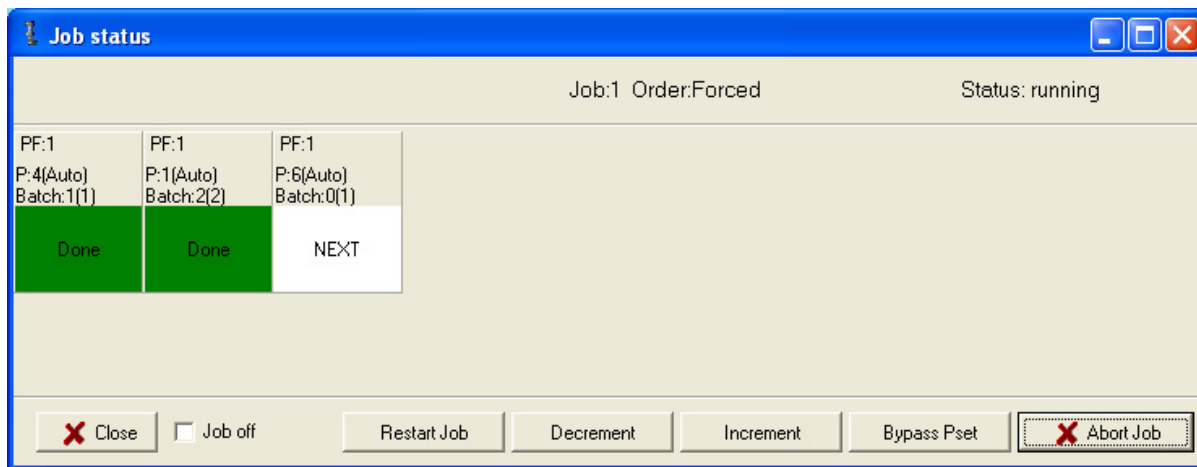 Job status
Job:1 Order:Forced Status: running
PF:1 PF:1 PF:1
P:4(Auto) P:1(Auto) P:6(Auto)
Batch:1(1) Batch:2(2) Batch:0(1)
Done Done NEXT
Close Job off Restart Job Decrement Increment Bypass Pset Abort Job